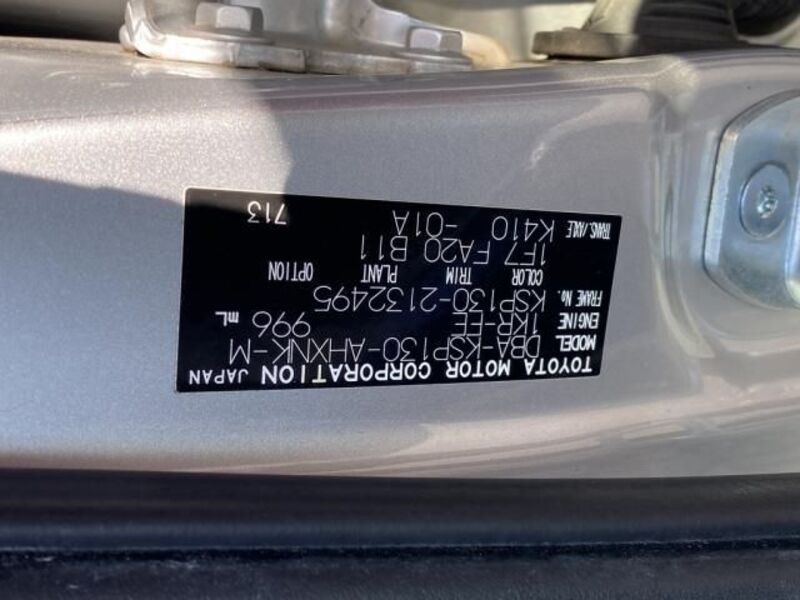 TOYOTA MOTOR CORPORATION JAPAN
MODEL DBA-KSP130-AHXNK-M
ENGINE 1KR-FE 996 mL
FRAME No. KSP130-2132495
COLOR TRIM PLANT OPTION
1F7 FA20 B11
TRANS/AXLE K410 -01A
713